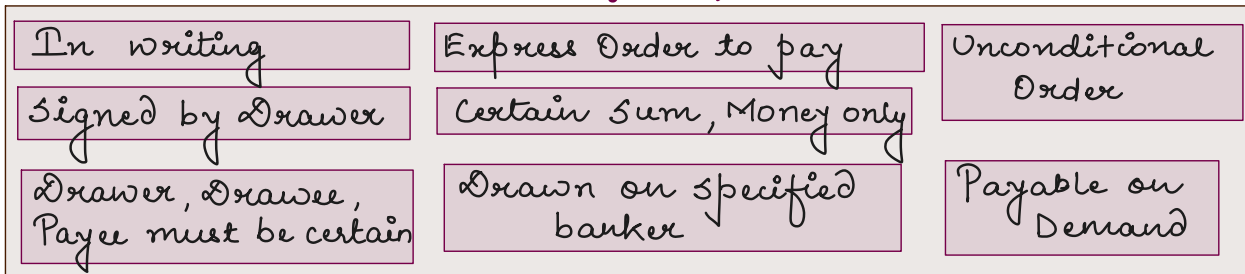 In writing
Express Order to pay
Unconditional
Order
Signed by Drawer
Certain Sum, Money only
Drawer, Drawee,
Payee must be certain
Drawn on specified
banker
Payable on
Demand